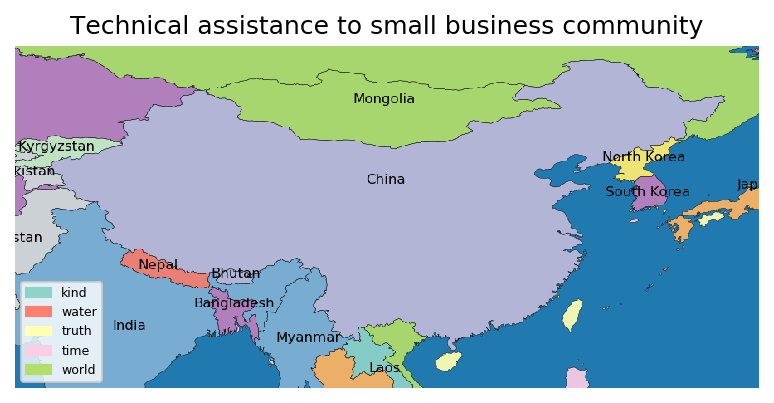 Technical assistance to small business community
Mongolia
Kyrgyzstan
North Korea
kistan
China
Jap
South Korea
stan
Nepal
Bhutan
kind
Bangladesh
water
India
truth
Myanmar
time
Laos
world